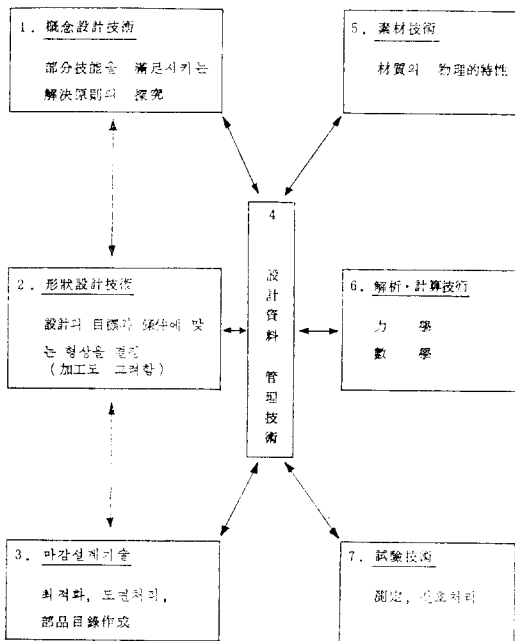 1. 概念設計技術
部分技能을 滿足시키는
解決原則의 探究
2. 形狀設計技術
設計의 目標과 條件에 맞
는 형상을 결정
(加工도 고려함)
3. 마감설계기술
최적화, 도면처리,
部品目錄作成
4
設計資料 管理技術
5. 素材技術
材質의 物理的特性
6. 解析·計算技術
力 學
數 學
7. 試驗技術
測定, 신호처리